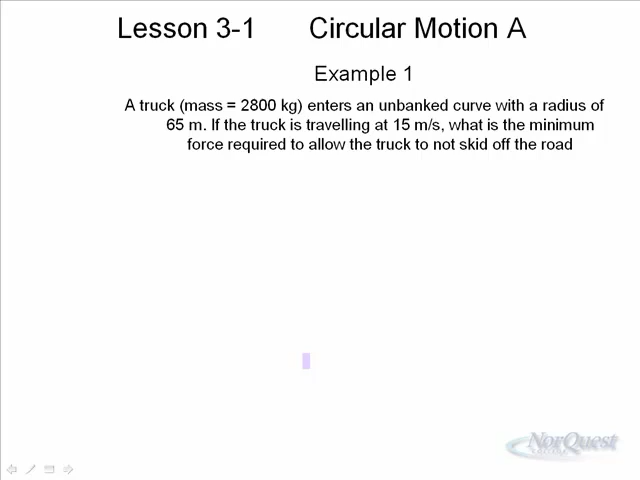 Lesson 3-1 Circular Motion A
Example 1
A truck (mass = 2800 kg) enters an unbanked curve with a radius of
65 m. If the truck is travelling at 15 m/s, what is the minimum
force required to allow the truck to not skid off the road
NorQuest